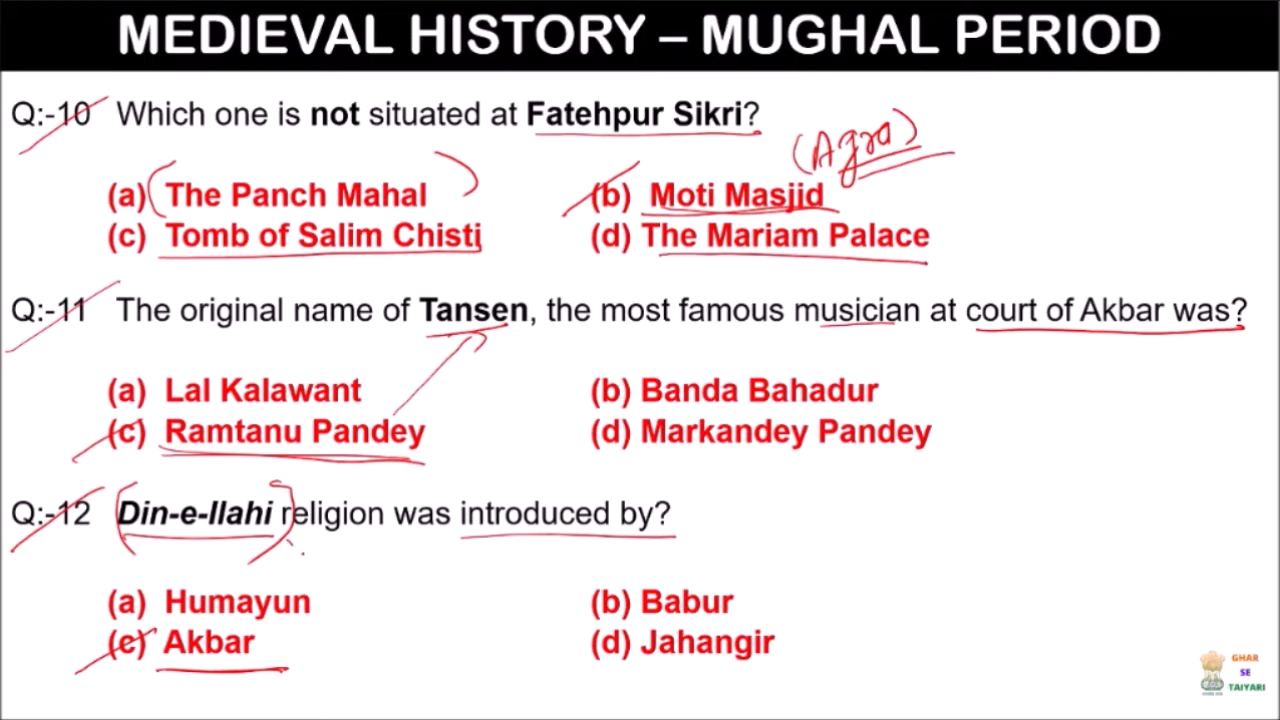 MEDIEVAL HISTORY – MUGHAL PERIOD
Q:-10 Which one is not situated at Fatehpur Sikri?
(Agra)
(a) The Panch Mahal (b) Moti Masjid
(c) Tomb of Salim Chisti (d) The Mariam Palace
Q:-11 The original name of Tansen, the most famous musician at court of Akbar was?
(a) Lal Kalawant (b) Banda Bahadur
(c) Ramtanu Pandey (d) Markandey Pandey
Q:-12 Din-e-Ilahi religion was introduced by?
(a) Humayun (b) Babur
(c) Akbar (d) Jahangir
GHAR
SE
TAIYARI